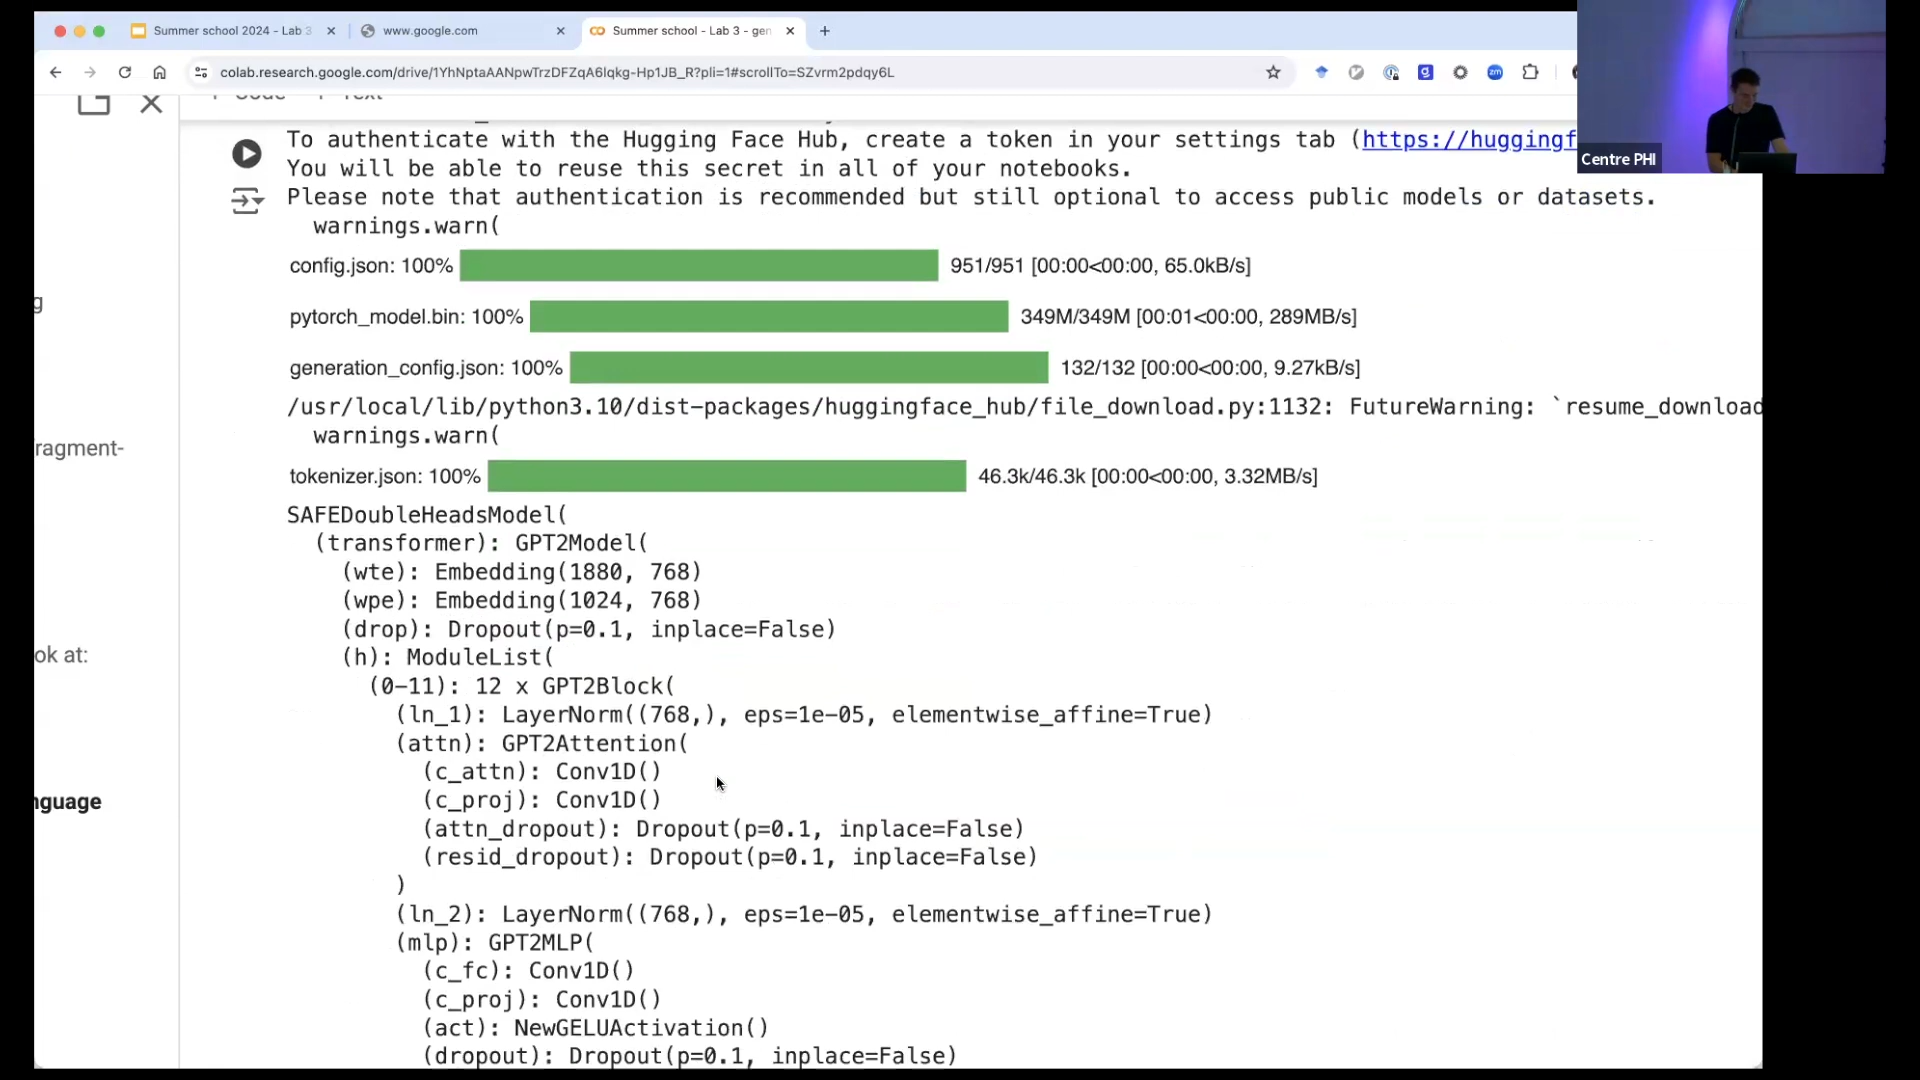 Summer school 2024 - Lab 3
www.google.com
Summer school - Lab 3 - gen
colab.research.google.com/drive/1YhNptaAANpwTrzDFZqA6lqkg-Hp1JB_R?pli=1#scrollTo=SZvrm2pdqy6L
Centre PHI
+ Code + Text
To authenticate with the Hugging Face Hub, create a token in your settings tab (https://huggingf
You will be able to reuse this secret in all of your notebooks.
Please note that authentication is recommended but still optional to access public models or datasets.
warnings.warn(
config.json: 100% 951/951 [00:00<00:00, 65.0kB/s]
g
pytorch_model.bin: 100% 349M/349M [00:01<00:00, 289MB/s]
generation_config.json: 100% 132/132 [00:00<00:00, 9.27kB/s]
/usr/local/lib/python3.10/dist-packages/huggingface_hub/file_download.py:1132: FutureWarning: `resume_download
warnings.warn(
ragment-
tokenizer.json: 100% 46.3k/46.3k [00:00<00:00, 3.32MB/s]
SAFEDoubleHeadsModel(
(transformer): GPT2Model(
(wte): Embedding(1880, 768)
(wpe): Embedding(1024, 768)
(drop): Dropout(p=0.1, inplace=False)
(h): ModuleList(
ok at:
(0-11): 12 x GPT2Block(
(ln_1): LayerNorm((768,), eps=1e-05, elementwise_affine=True)
(attn): GPT2Attention(
(c_attn): Conv1D()
(c_proj): Conv1D()
nguage
(attn_dropout): Dropout(p=0.1, inplace=False)
(resid_dropout): Dropout(p=0.1, inplace=False)
)
(ln_2): LayerNorm((768,), eps=1e-05, elementwise_affine=True)
(mlp): GPT2MLP(
(c_fc): Conv1D()
(c_proj): Conv1D()
(act): NewGELUActivation()
(dropout): Dropout(p=0.1, inplace=False)